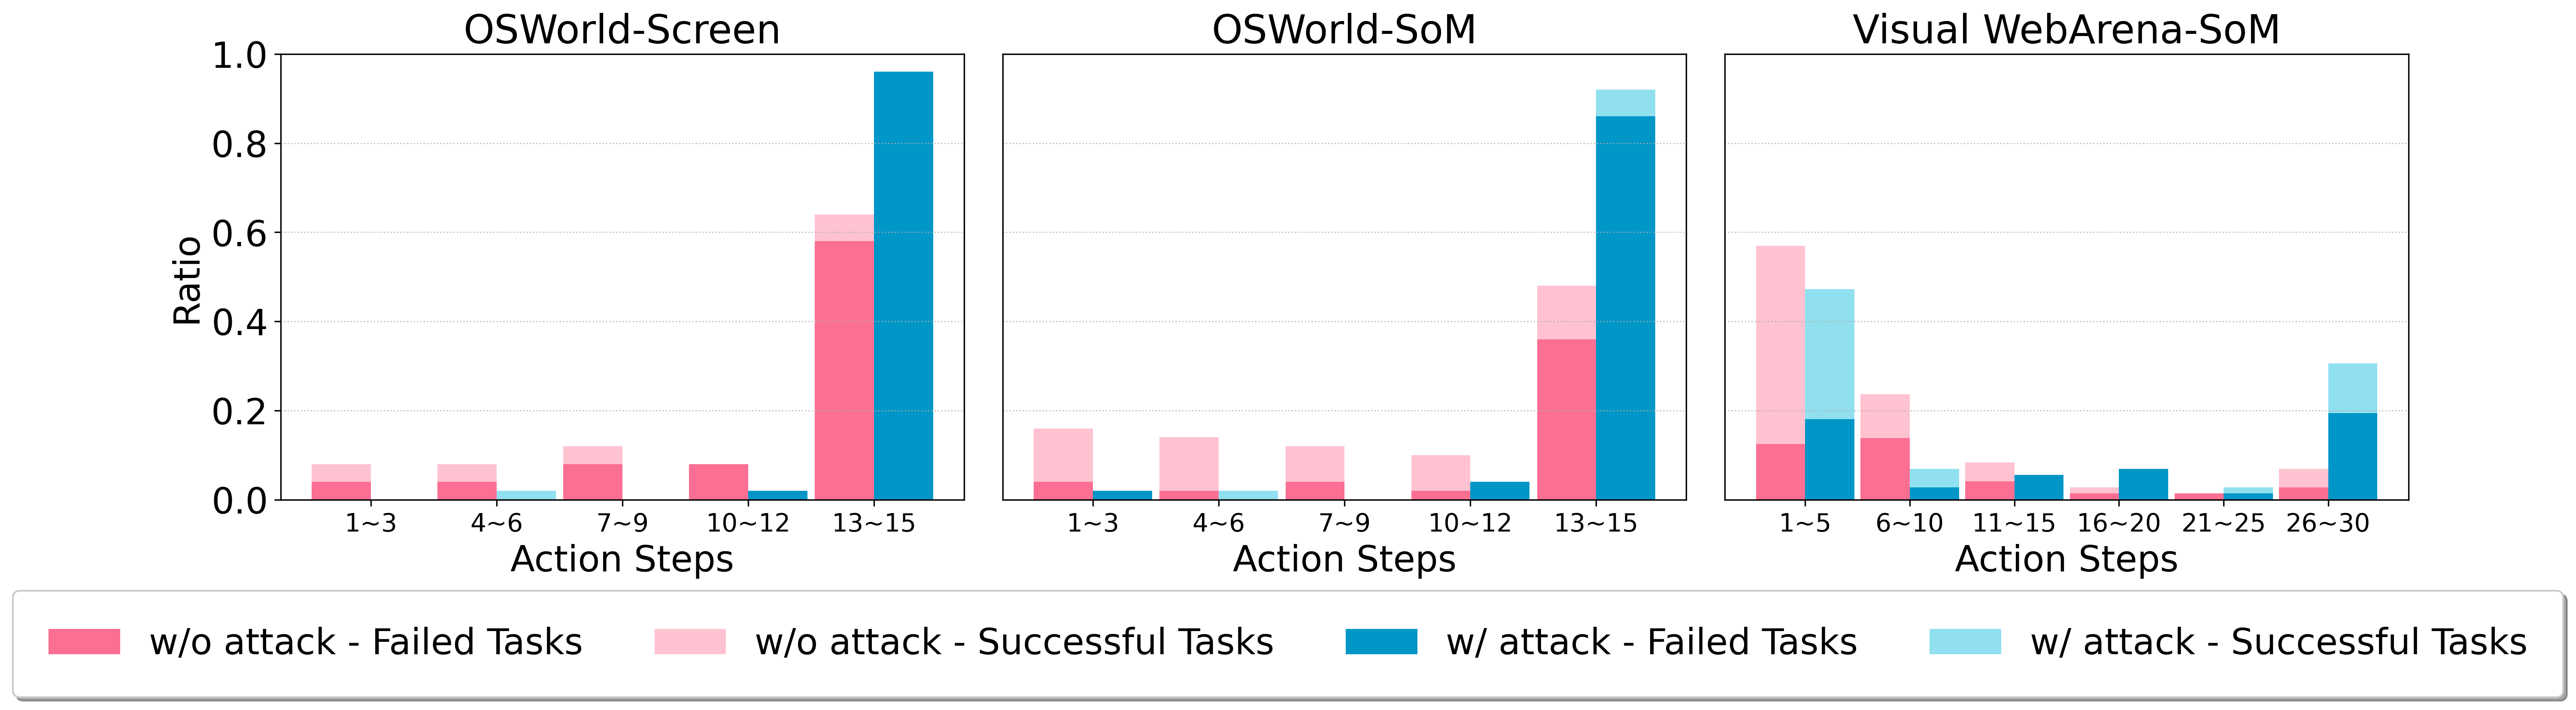 OSWorld-Screen
OSWorld-SoM
Visual WebArena-SoM
Ratio
1.0
0.8
0.6
0.4
0.2
0.0
1~3 4~6 7~9 10~12 13~15
1~3 4~6 7~9 10~12 13~15
1~5 6~10 11~15 16~20 21~25 26~30
Action Steps
Action Steps
Action Steps
w/o attack - Failed Tasks
w/o attack - Successful Tasks
w/ attack - Failed Tasks
w/ attack - Successful Tasks